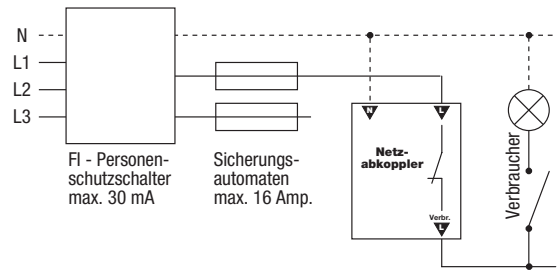 N
L1
L2
L3
FI - Personen-
schutzschalter
max. 30 mA
Sicherungs-
automaten
max. 16 Amp.
N
L
Netz-
abkoppler
Verbr.
L
Verbraucher